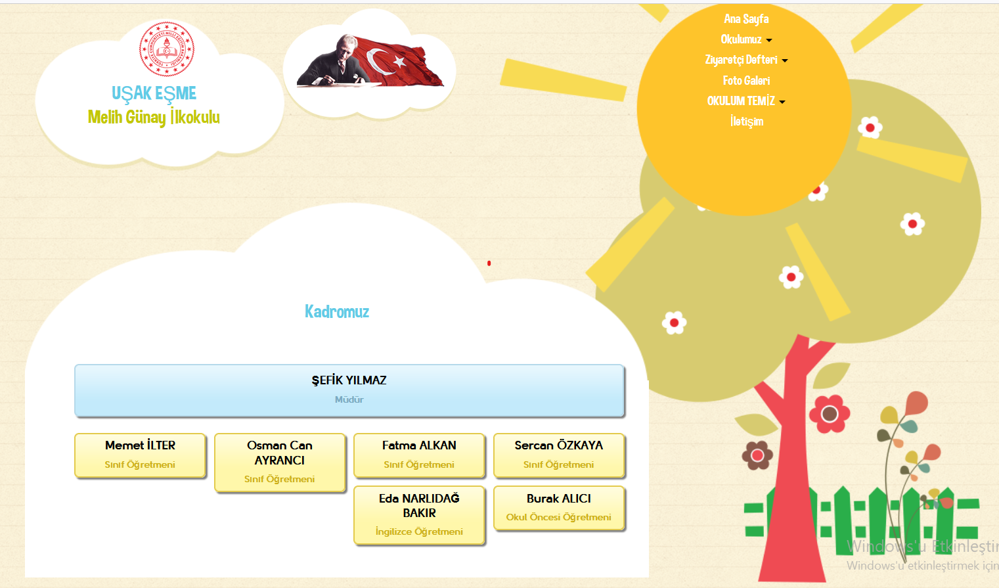 UŞAK EŞME
Melih Günay İlkokulu
Ana Sayfa
Okulumuz
Ziyaretçi Defteri
Foto Galeri
OKULUM TEMİZ
İletişim
Kadromuz
ŞEFİK YILMAZ
Müdür
Memet İLTER
Sınıf Öğretmeni
Osman Can
AYRANCI
Sınıf Öğretmeni
Fatma ALKAN
Sınıf Öğretmeni
Sercan ÖZKAYA
Sınıf Öğretmeni
Eda NARLIDAĞ
BAKIR
İngilizce Öğretmeni
Burak ALICI
Okul Öncesi Öğretmeni
Windows'u Etkinleştir
Windows'u etkinleştirmek için